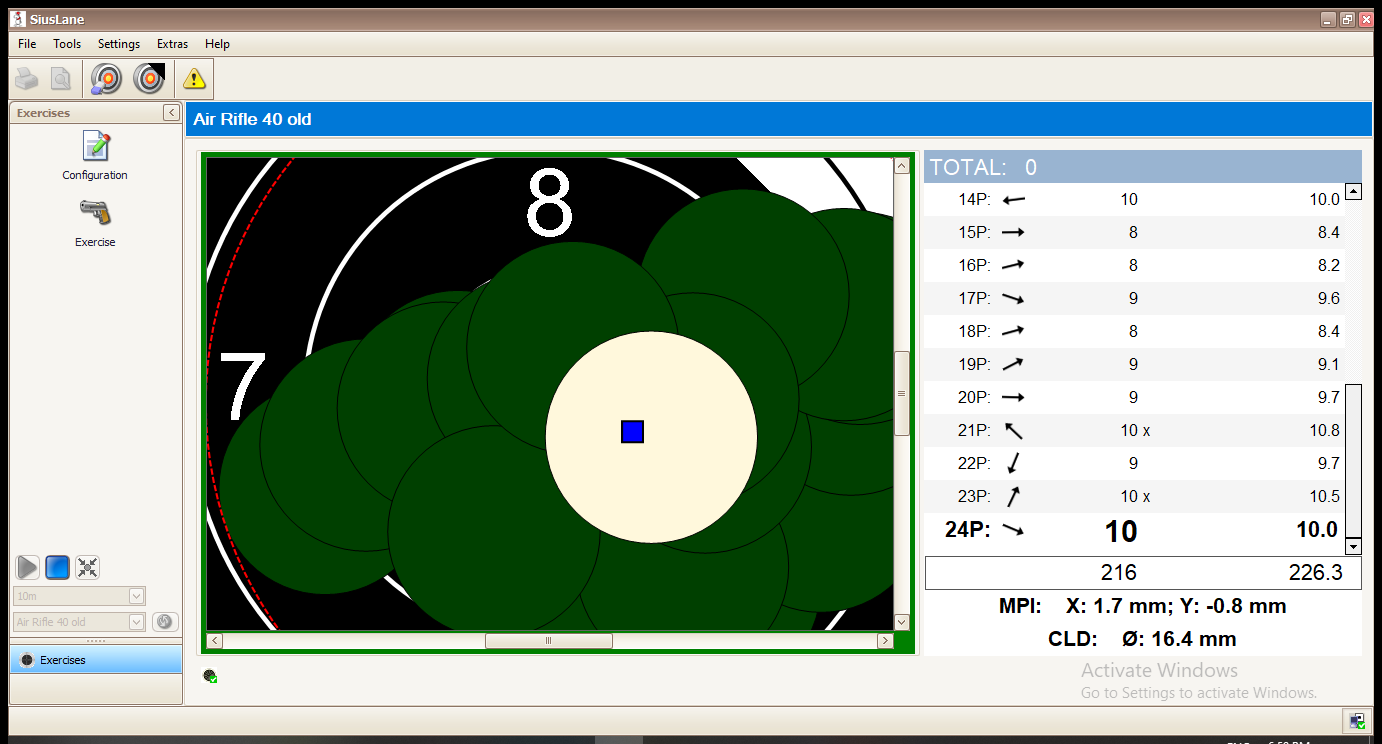 SiusLane
File Tools Settings Extras Help
Exercises
Configuration
Exercise
10m
Air Rifle 40 old
Exercises
Air Rifle 40 old
8
7
TOTAL: 0
14P: 10 10.0
15P: 8 8.4
16P: 8 8.2
17P: 9 9.6
18P: 8 8.4
19P: 9 9.1
20P: 9 9.7
21P: 10 x 10.8
22P: 9 9.7
23P: 10 x 10.5
24P: 10 10.0
216 226.3
MPI: X: 1.7 mm; Y: -0.8 mm
CLD: Ø: 16.4 mm
Activate Windows
Go to Settings to activate Windows.